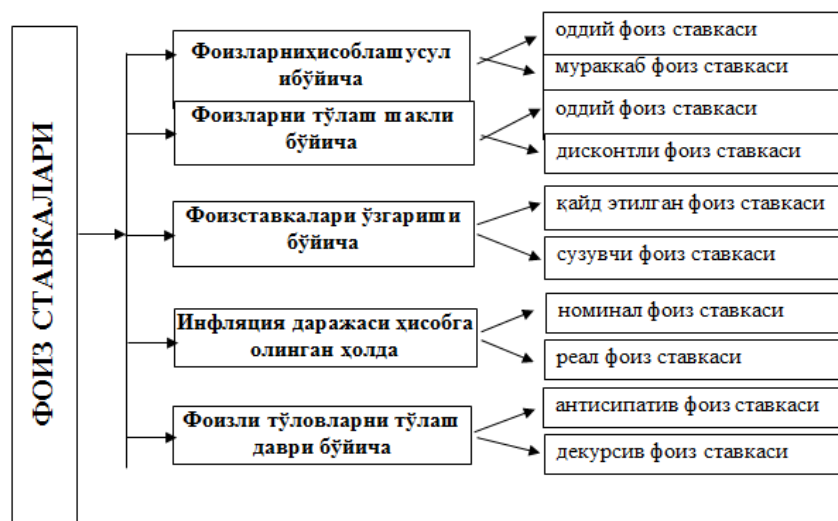 ФОИЗ СТАВКАЛАРИ
Фоизларниҳисоблаш усул
ибўйича
оддий фоиз ставкаси
мураккаб фоиз ставкаси
Фоизларни тўлаш шакли
бўйича
оддий фоиз ставкаси
дисконтли фоиз ставкаси
Фоизставкалари ўзгариши
бўйича
қайд этилган фоиз ставкаси
сузувчи фоиз ставкаси
Инфляция даражаси ҳисобга
олинган ҳолда
номинал фоиз ставкаси
реал фоиз ставкаси
Фоизли тўловларни тўлаш
даври бўйича
антисипатив фоиз ставкаси
декурсив фоиз ставкаси